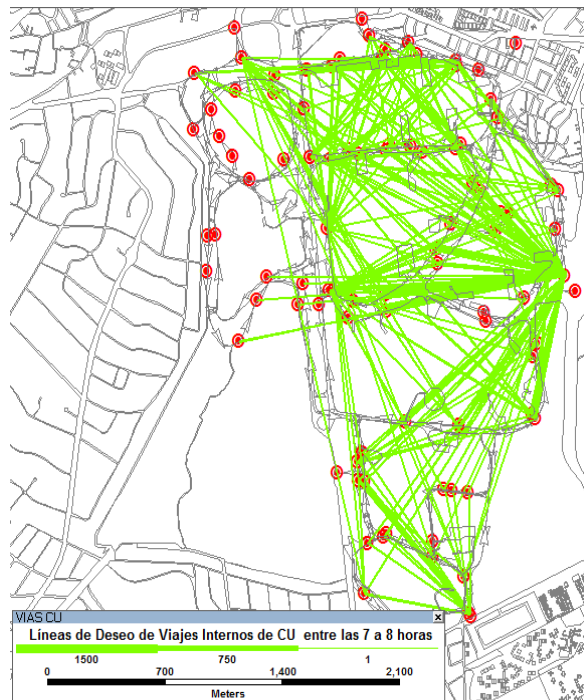 VIAS CU
Líneas de Deseo de Viajes Internos de CU entre las 7 a 8 horas
1500 750 1
0 700 1,400 2,100
Meters